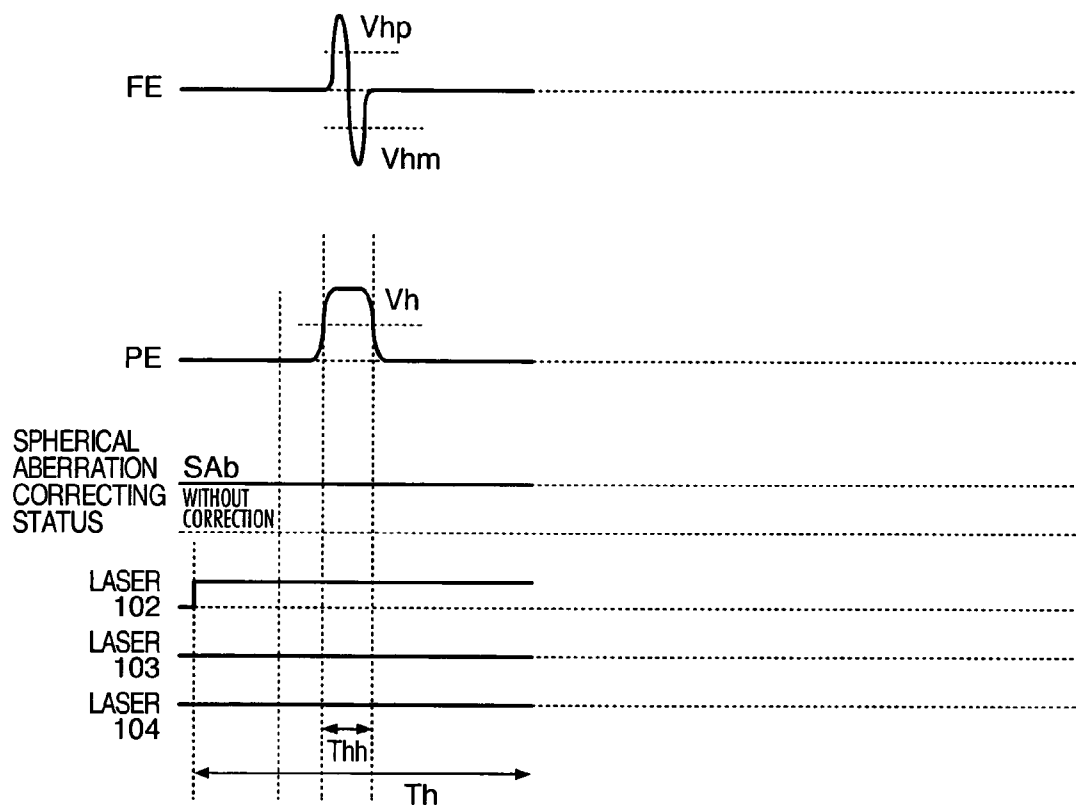 Vhp
FE
Vhm
Vh
PE
SPHERICAL
ABERRATION
CORRECTING
STATUS
SAb
WITHOUT
CORRECTION
LASER
102
LASER
103
LASER
104
Thh
Th